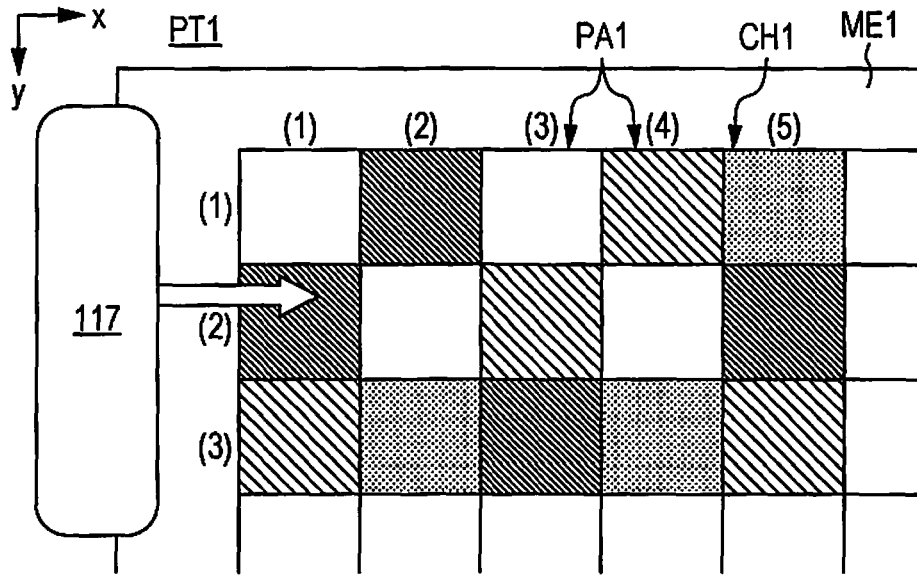 x
y
PT1
PA1
CH1
ME1
(1) (2) (3) (4) (5)
(1)
117
(2)
(3)